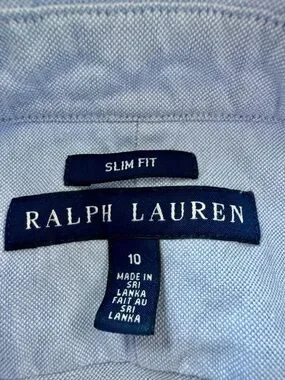 SLIM FIT
RALPH LAUREN
10
MADE IN
SRI
LANKA
FAIT AU
SRI
LANKA